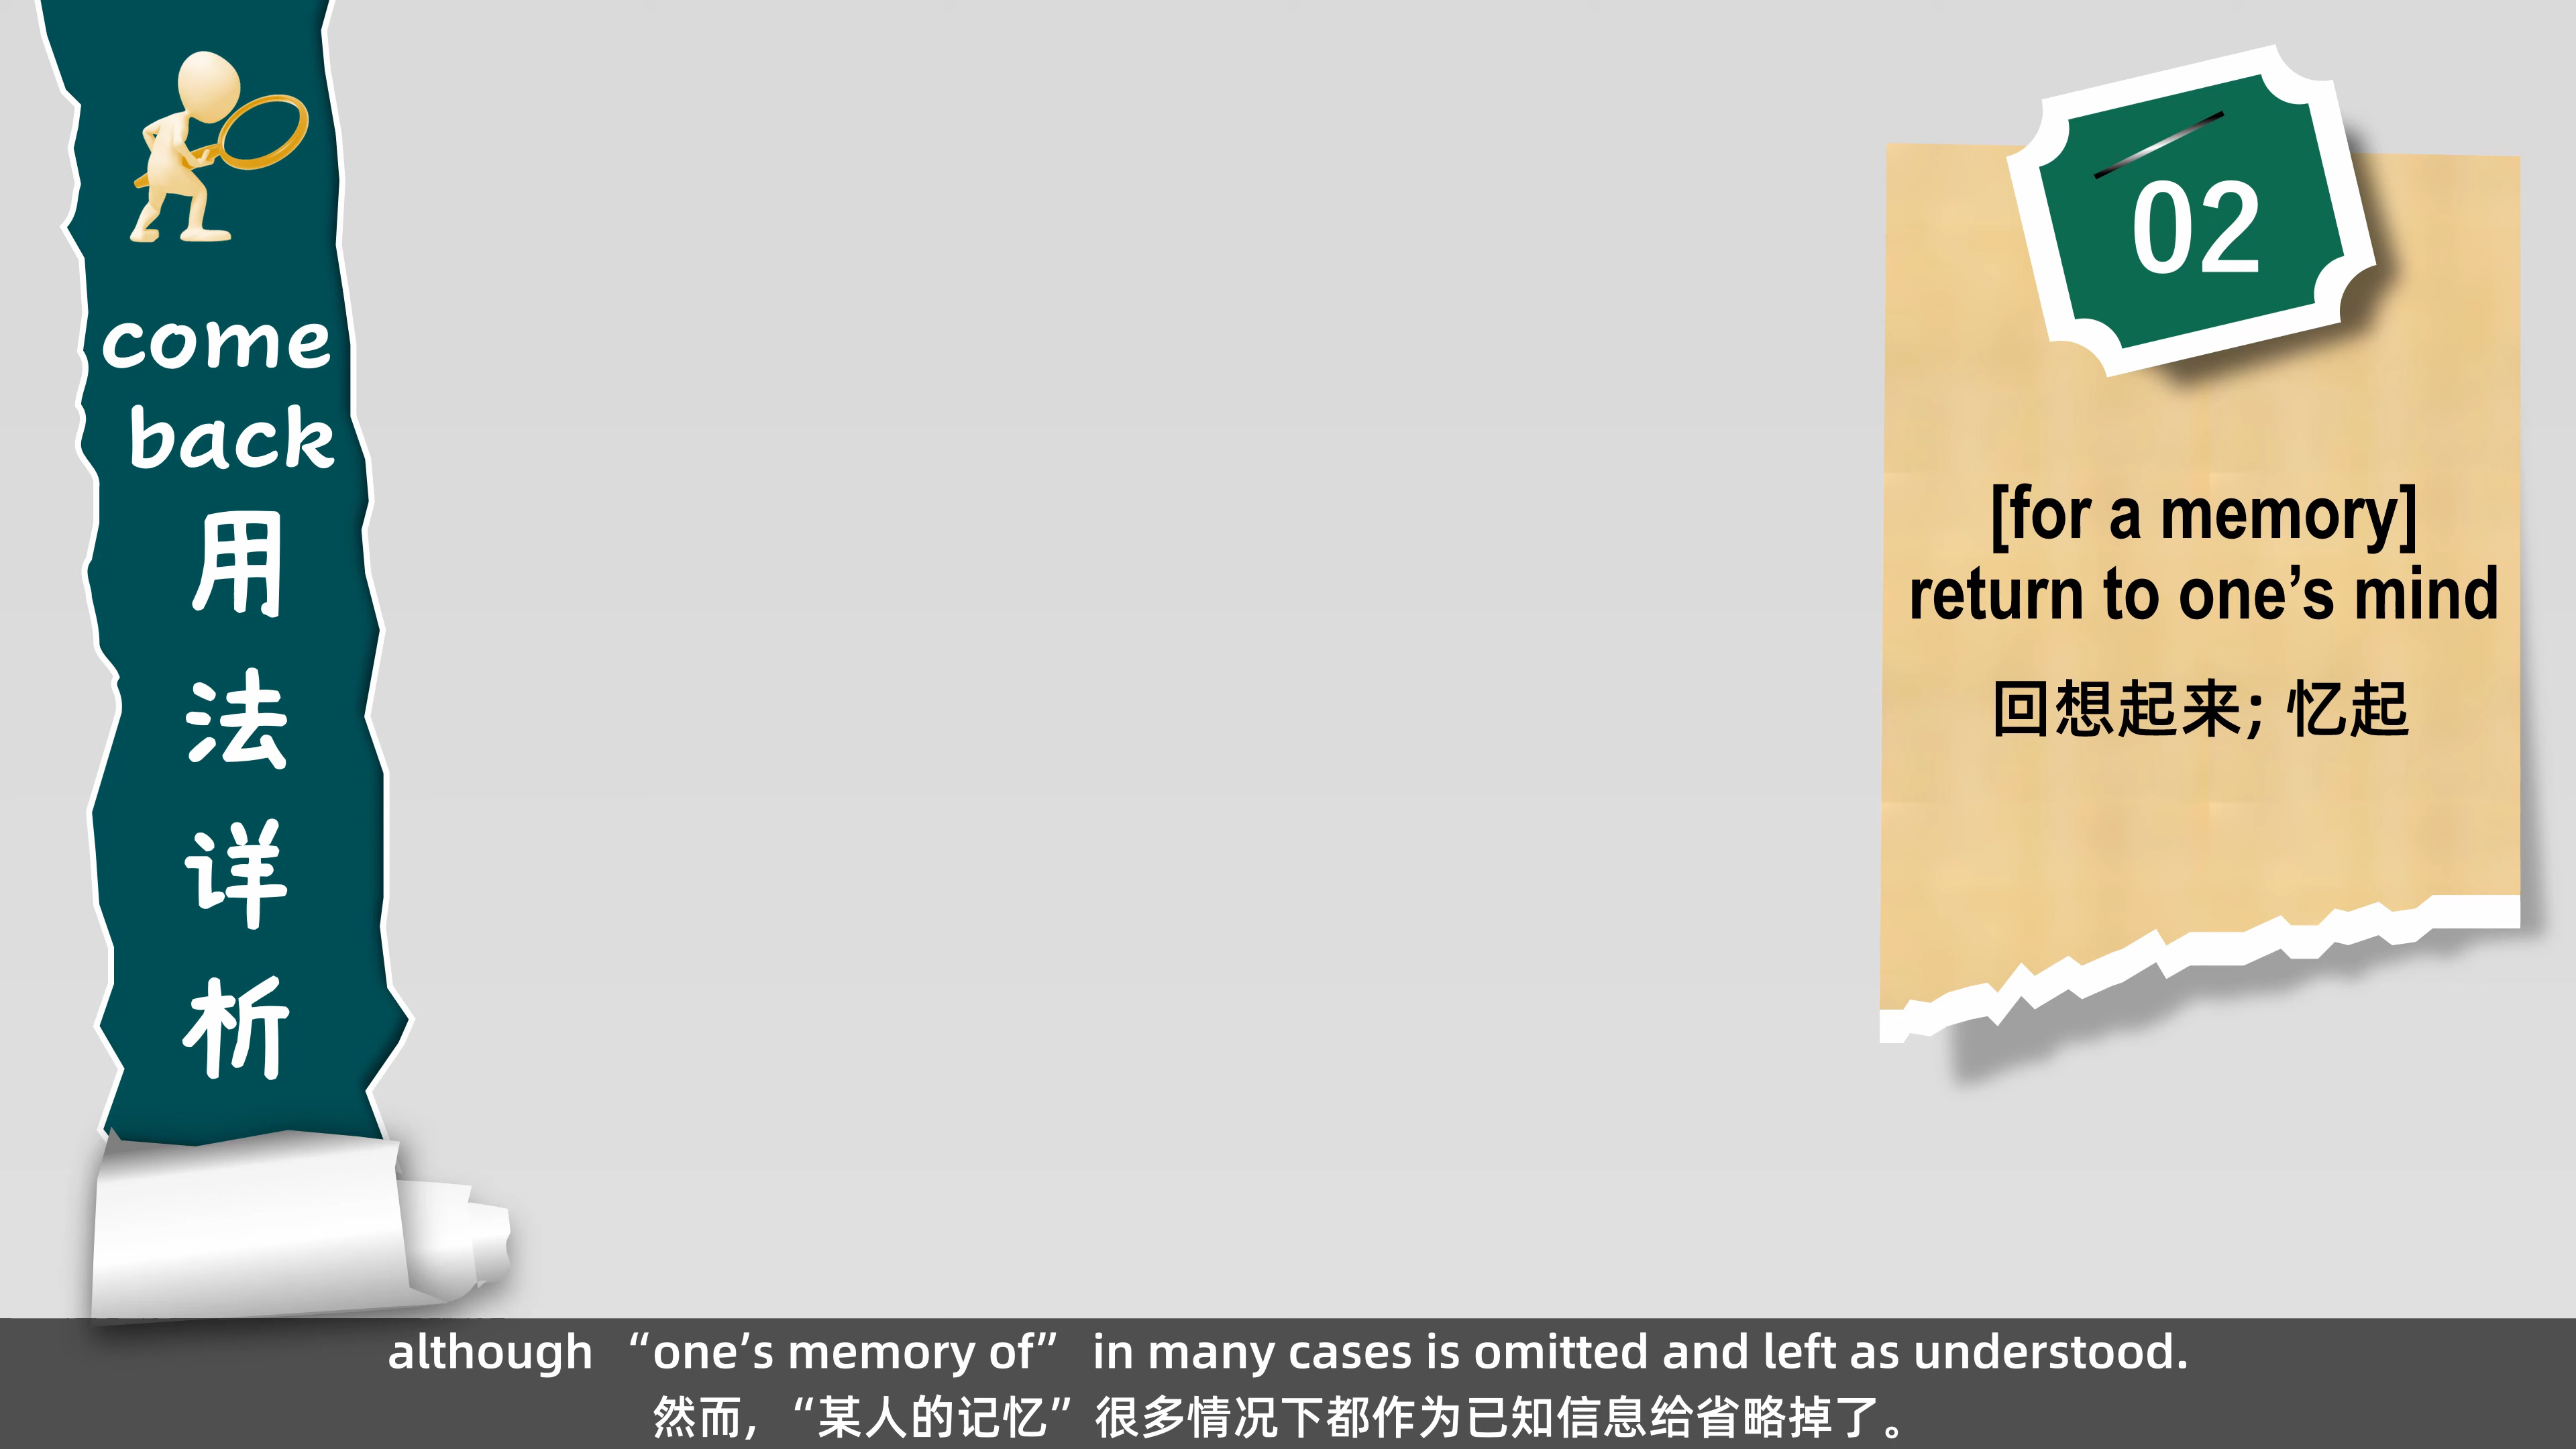 come
back
用
法
详
析
02
[for a memory]
return to one’s mind
回想起来; 忆起
although “one’s memory of” in many cases is omitted and left as understood.
然而, “某人的记忆” 很多情况下都作为已知信息给省略掉了。